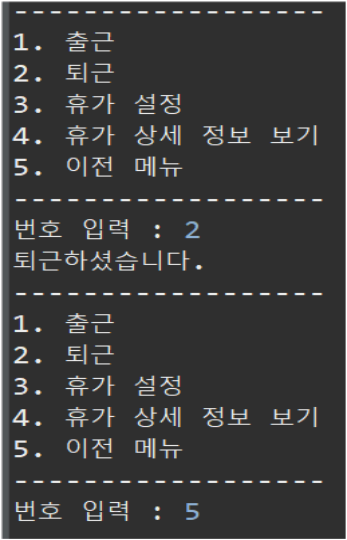 ------------------
1. 출근
2. 퇴근
3. 휴가 설정
4. 휴가 상세 정보 보기
5. 이전 메뉴
------------------
번호 입력 : 2
퇴근하셨습니다.
------------------
1. 출근
2. 퇴근
3. 휴가 설정
4. 휴가 상세 정보 보기
5. 이전 메뉴
------------------
번호 입력 : 5